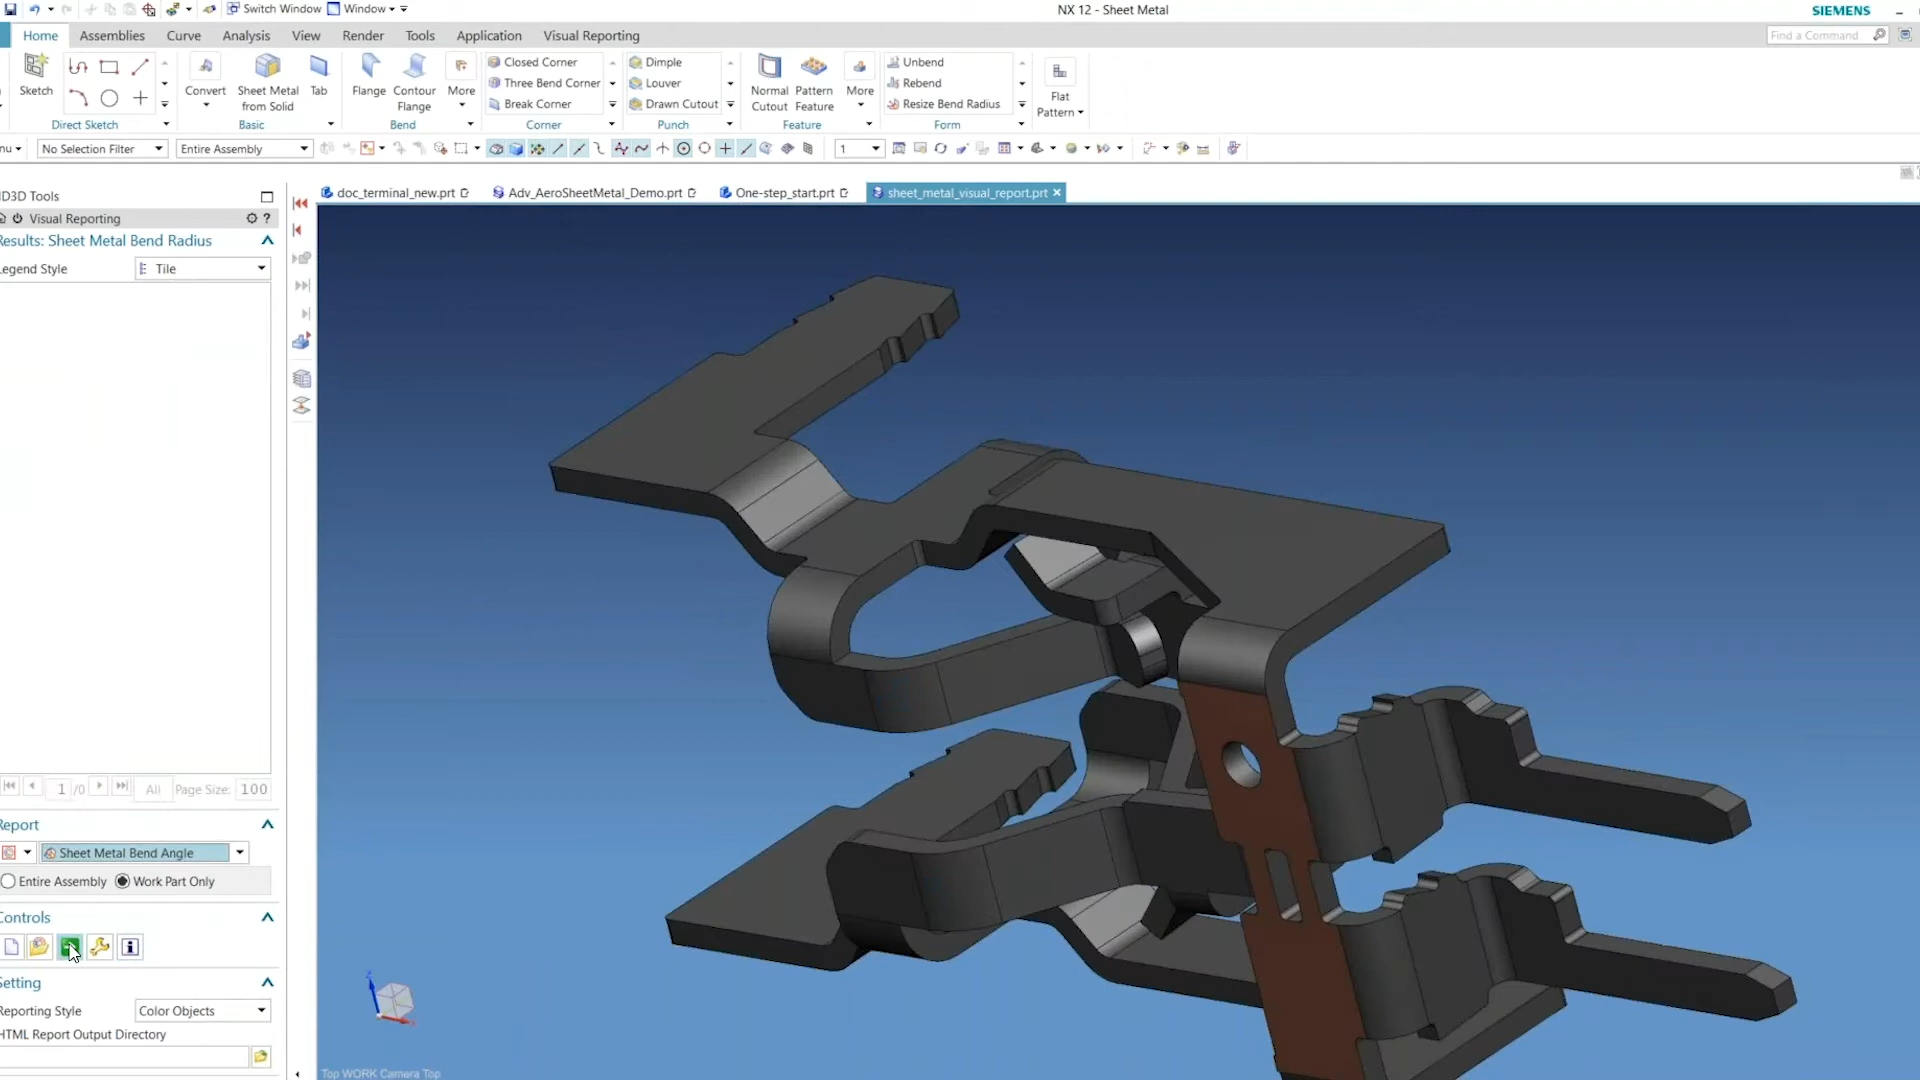 Switch Window
Window
NX 12 - Sheet Metal
SIEMENS
Home
Assemblies
Curve
Analysis
View
Render
Tools
Application
Visual Reporting
Find a Command
Sketch
Direct Sketch
Convert
Sheet Metal
from Solid
Tab
Basic
Flange
Contour
Flange
More
Bend
Closed Corner
Three Bend Corner
Break Corner
Corner
Dimple
Louver
Drawn Cutout
Punch
Normal
Cutout
Pattern
Feature
More
Feature
Unbend
Rebend
Resize Bend Radius
Form
Flat
Pattern
nu
No Selection Filter
Entire Assembly
1
D3D Tools
Visual Reporting
?
Results: Sheet Metal Bend Radius
Legend Style
Tile
doc_terminal_new.prt
Adv_AeroSheetMetal_Demo.prt
One-step_start.prt
sheet_metal_visual_report.prt
1 /0
All
Page Size: 100
Report
Sheet Metal Bend Angle
Entire Assembly
Work Part Only
Controls
Setting
Reporting Style
Color Objects
HTML Report Output Directory
Top WORK Camera Top